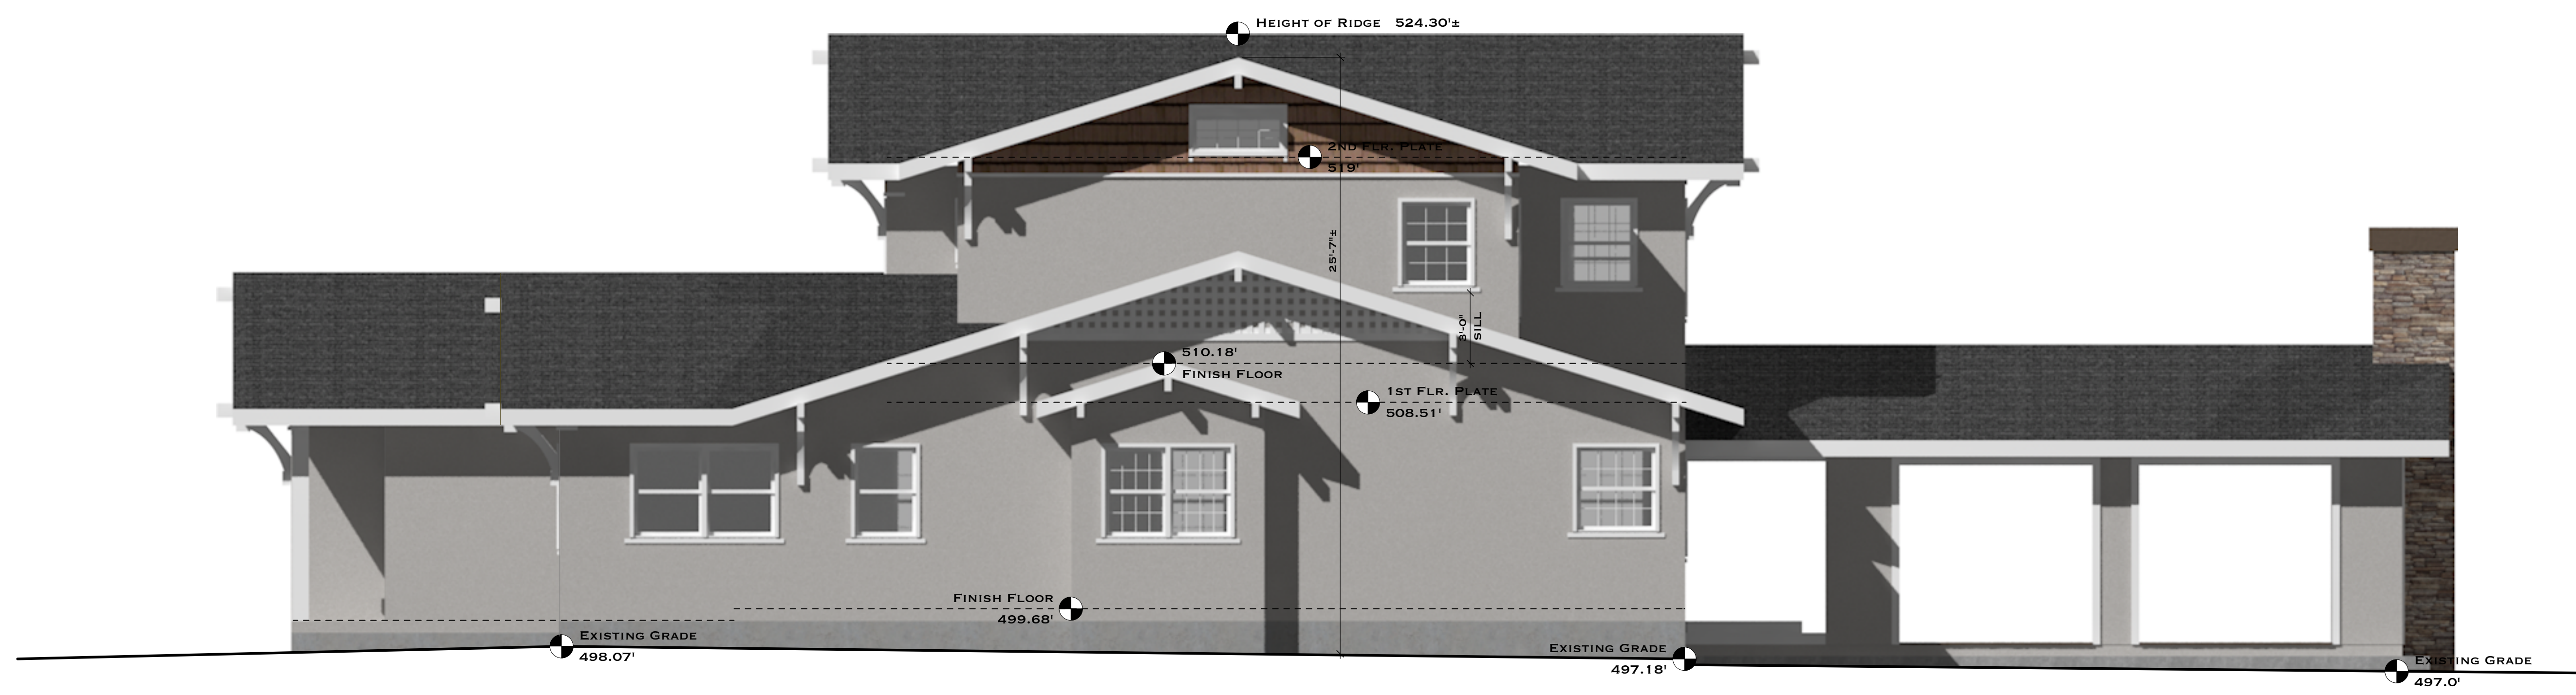 Height of Ridge 524.30'±
2nd Flr. Plate
519'
25'-7"±
3'-0"
SILL
510.18'
Finish Floor
1st Flr. Plate
508.51'
Finish Floor
499.68'
Existing Grade
498.07'
Existing Grade
497.18'
Existing Grade
497.0'